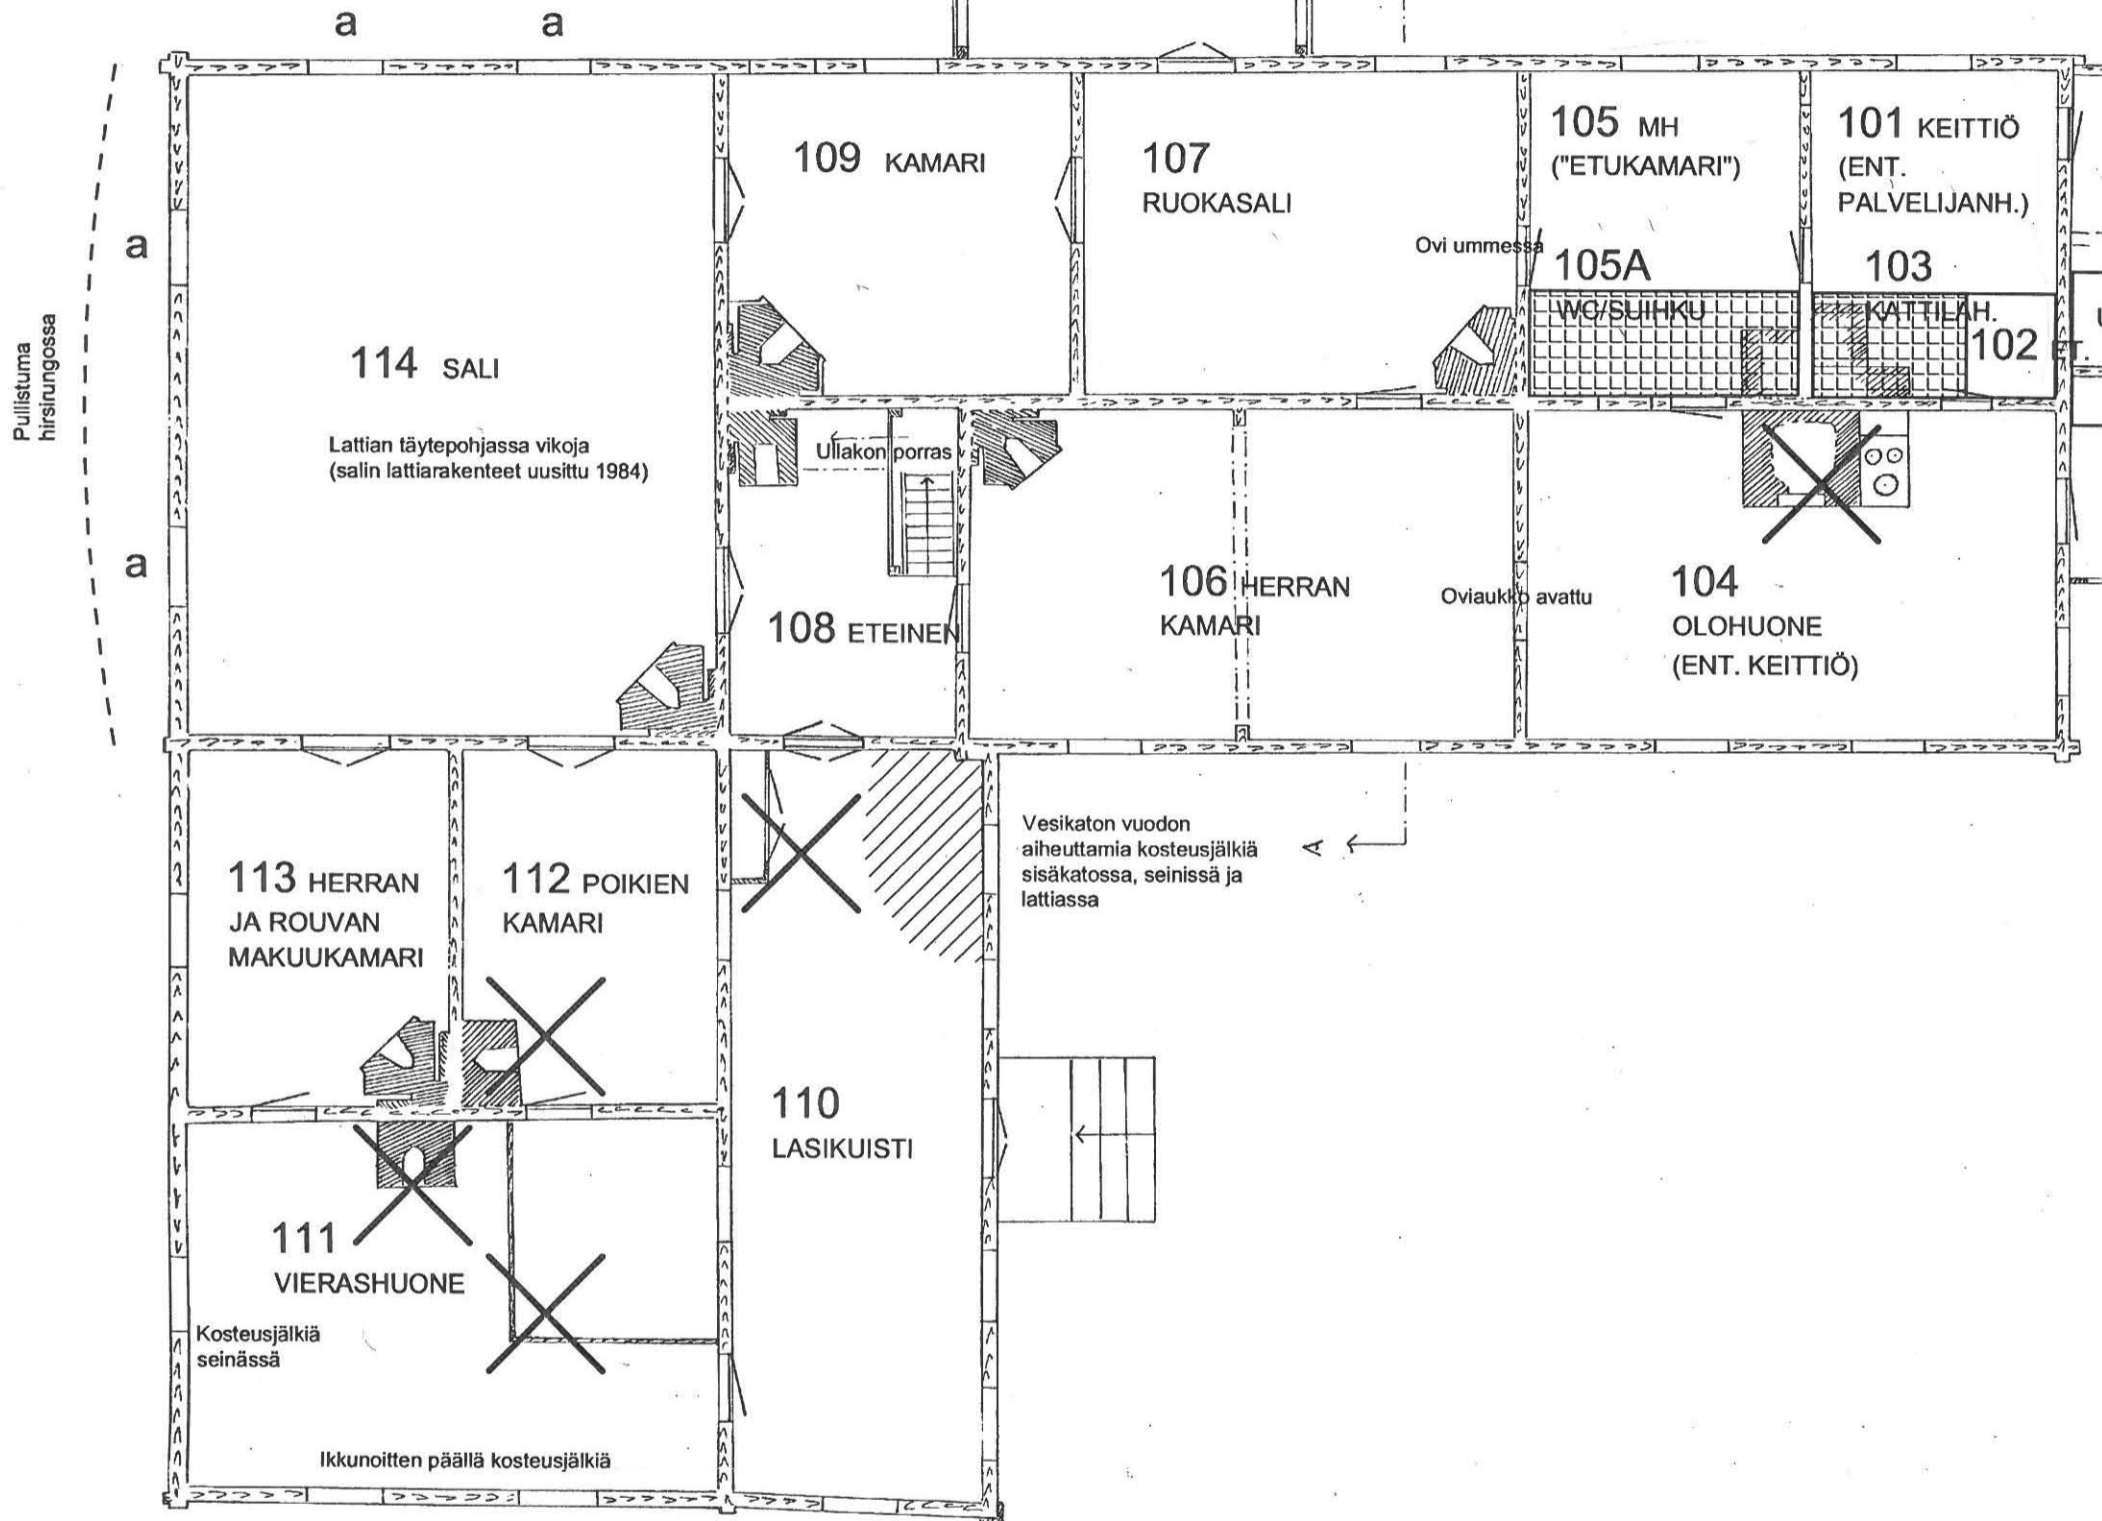 a
a
109 KAMARI
107
RUOKASALI
105 MH
("ETUKAMARI")
101 KEITTIÖ
(ENT.
PALVELIJANH.)
a
Ovi ummessa
105A
WC/SUIHKU
103
KATTILAH.
102
Pullistuma
hirsirungossa
114 SALI
Lattian täytepohjassa vikoja
(salin lattiarakenteet uusittu 1984)
Ullakon porras
a
108 ETEINEN
106 HERRAN
KAMARI
Oviaukko avattu
104
OLOHUONE
(ENT. KEITTIÖ)
113 HERRAN
JA ROUVAN
MAKUUKAMARI
112 POIKIEN
KAMARI
Vesikaton vuodon
aiheuttamia kosteusjälkiä
sisäkatossa, seinissä ja
lattiassa
A
110
LASIKUISTI
111
VIERASHUONE
Kosteusjälkiä
seinässä
Ikkunoitten päällä kosteusjälkiä